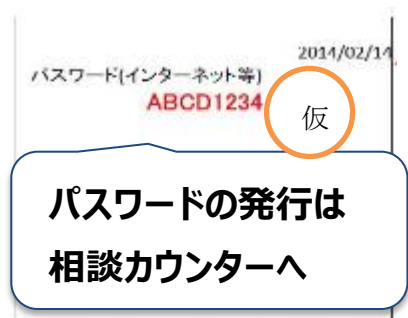 2014/02/14
パスワード(インターネット等)
ABCD1234
仮
パスワードの発行は
相談カウンターへ